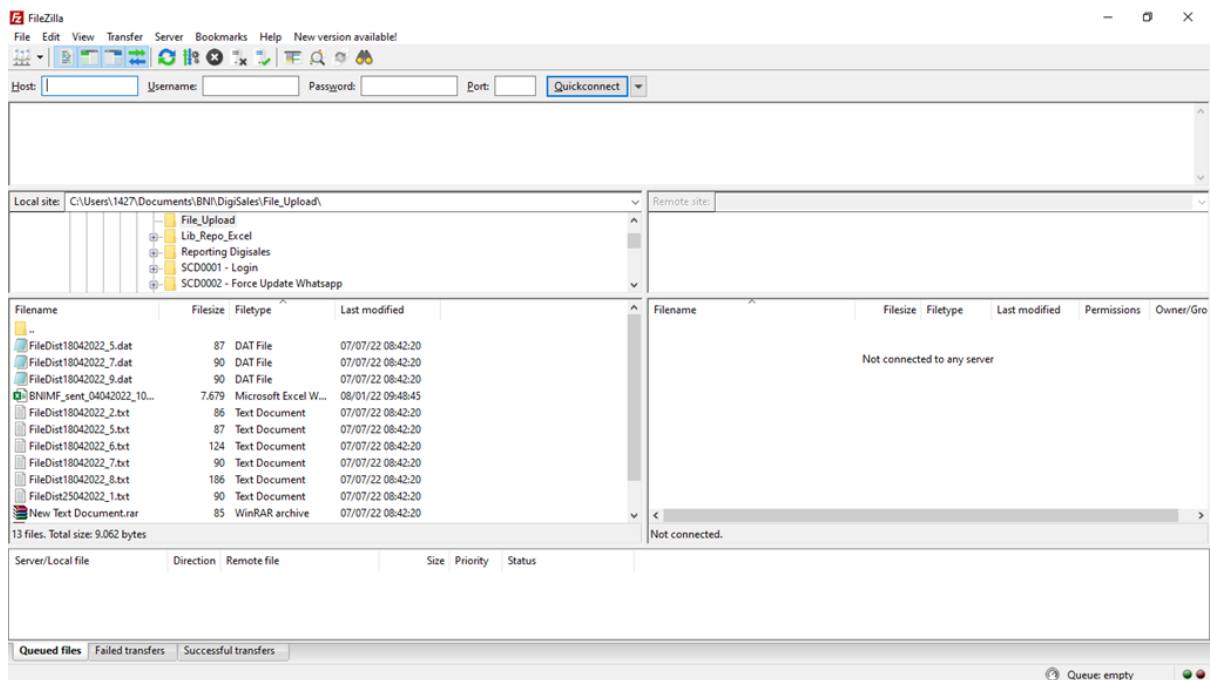 FileZilla
File Edit View Transfer Server Bookmarks Help New version available!
Host: Username: Password: Port: Quickconnect
Local site: C:\Users\1427\Documents\BNI\DigiSales\File_Upload\
Remote site:
File_Upload
Lib_Repo_Excel
Reporting Digisales
SCD0001 - Login
SCD0002 - Force Update Whatsapp
Filename Filesize Filetype Last modified
..
FileDist18042022_5.dat 87 DAT File 07/07/22 08:42:20
FileDist18042022_7.dat 90 DAT File 07/07/22 08:42:20
FileDist18042022_9.dat 90 DAT File 07/07/22 08:42:20
BNIMF_sent_04042022_10... 7.679 Microsoft Excel W... 08/01/22 09:48:45
FileDist18042022_2.txt 86 Text Document 07/07/22 08:42:20
FileDist18042022_5.txt 87 Text Document 07/07/22 08:42:20
FileDist18042022_6.txt 124 Text Document 07/07/22 08:42:20
FileDist18042022_7.txt 90 Text Document 07/07/22 08:42:20
FileDist18042022_8.txt 186 Text Document 07/07/22 08:42:20
FileDist25042022_1.txt 90 Text Document 07/07/22 08:42:20
New Text Document.rar 85 WinRAR archive 07/07/22 08:42:20
13 files. Total size: 9.062 bytes
Filename Filesize Filetype Last modified Permissions Owner/Gro
Not connected to any server
Not connected.
Server/Local file Direction Remote file Size Priority Status
Queued files Failed transfers Successful transfers
Queue: empty